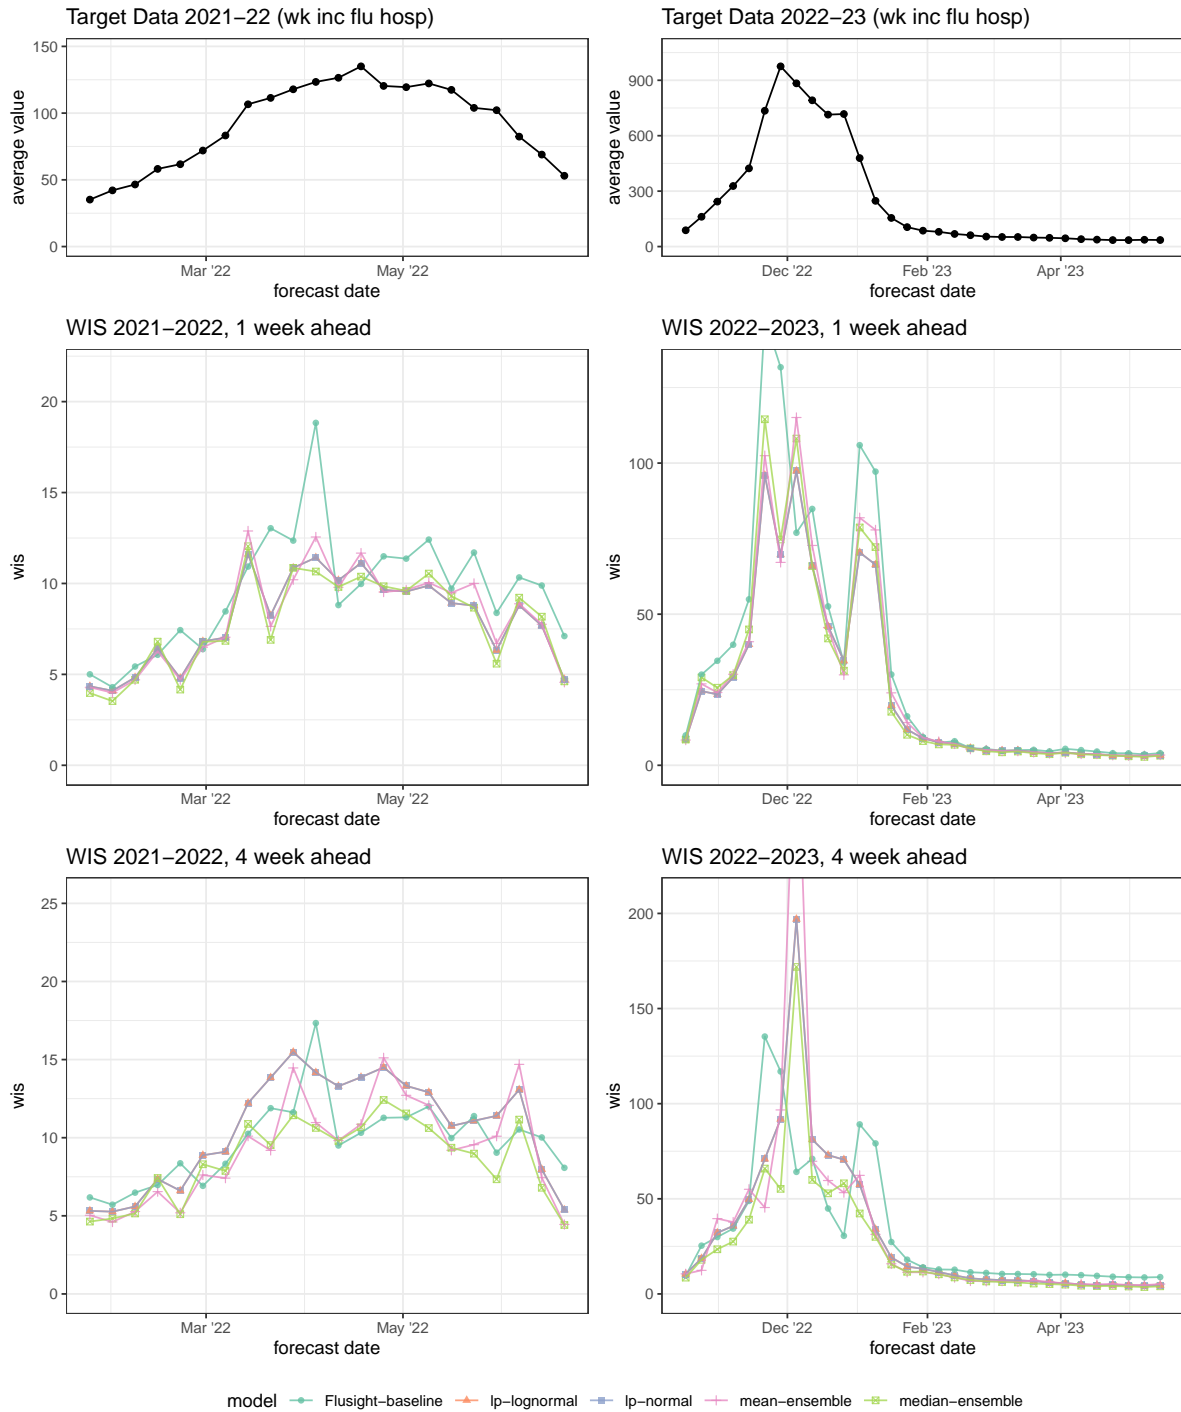 Target Data 2021−22 (wk inc flu hosp)
150
100
50
0
average value
Mar '22
May '22
forecast date
Target Data 2022−23 (wk inc flu hosp)
900
600
300
0
average value
Dec '22
Feb '23
Apr '23
forecast date
WIS 2021−2022, 1 week ahead
20
15
10
5
0
wis
Mar '22
May '22
forecast date
WIS 2022−2023, 1 week ahead
100
50
0
wis
Dec '22
Feb '23
Apr '23
forecast date
WIS 2021−2022, 4 week ahead
25
20
15
10
5
0
wis
Mar '22
May '22
forecast date
WIS 2022−2023, 4 week ahead
200
150
100
50
0
wis
Dec '22
Feb '23
Apr '23
forecast date
model Flusight−baseline lp−lognormal lp−normal mean−ensemble median−ensemble